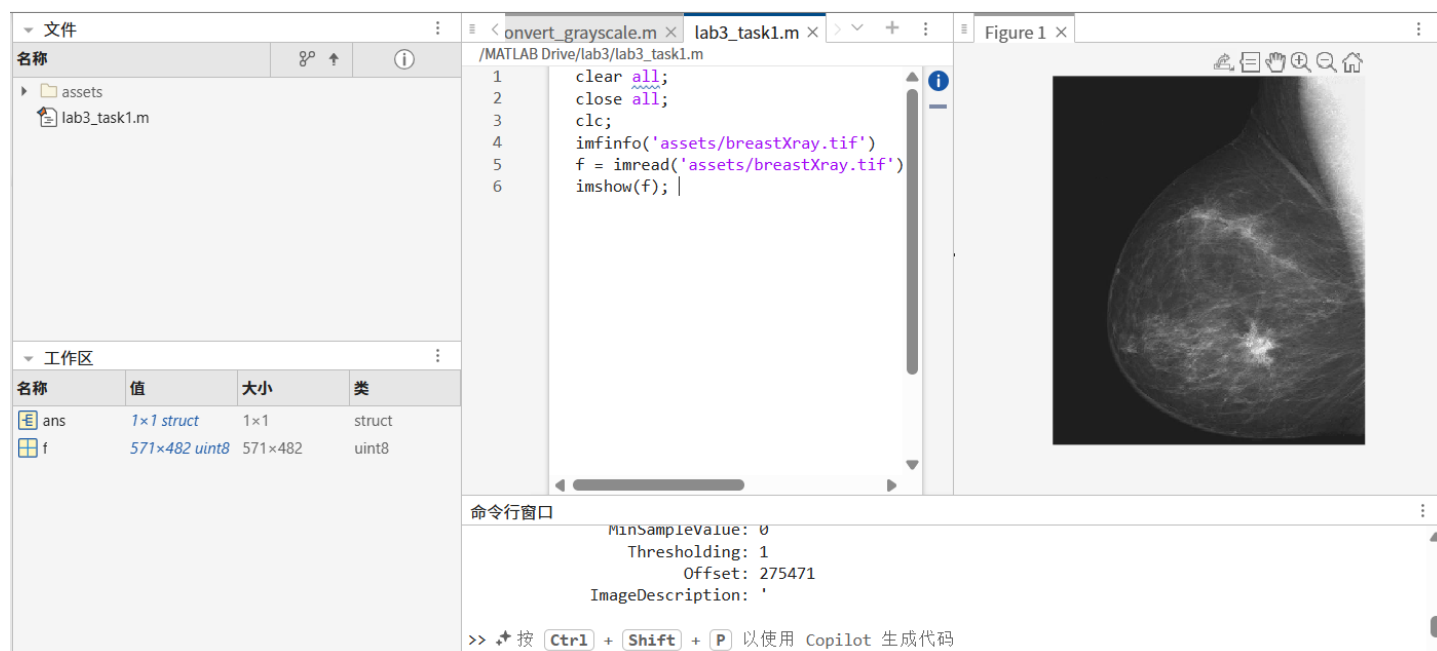 文件
名称
assets
lab3_task1.m
工作区
名称 值 大小 类
ans 1×1 struct 1×1 struct
f 571×482 uint8 571×482 uint8
onvert_grayscale.m × lab3_task1.m ×
/MATLAB Drive/lab3/lab3_task1.m
1 clear all;
2 close all;
3 clc;
4 imfinfo('assets/breastXray.tif')
5 f = imread('assets/breastXray.tif')
6 imshow(f);
Figure 1 ×
命令行窗口
MinSampleValue: 0
Thresholding: 1
Offset: 275471
ImageDescription: '
>> 按 Ctrl + Shift + P 以使用 Copilot 生成代码